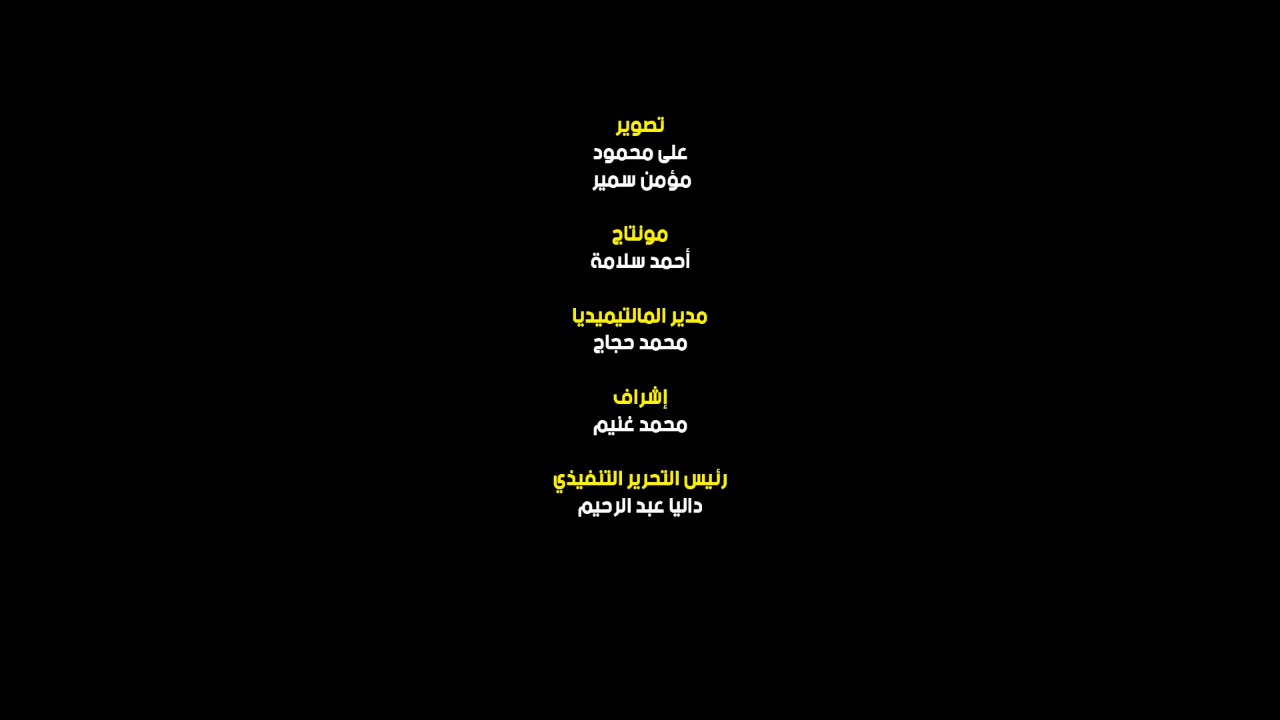 تصوير
على محمود
مؤمن سمير
مونتاج
أحمد سلامة
مدير المالتيميديا
محمد حجاج
إشراف
محمد غنيم
رئيس التحرير التنفيذي
داليا عبد الرحيم